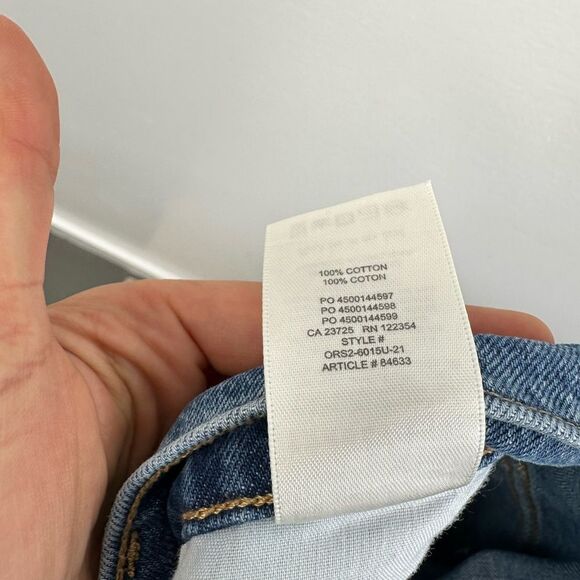 100% COTTON
100% COTON
PO 4500144597
PO 4500144598
PO 4500144599
CA 23725 RN 122354
STYLE #
ORS2-6015U-21
ARTICLE # 84633